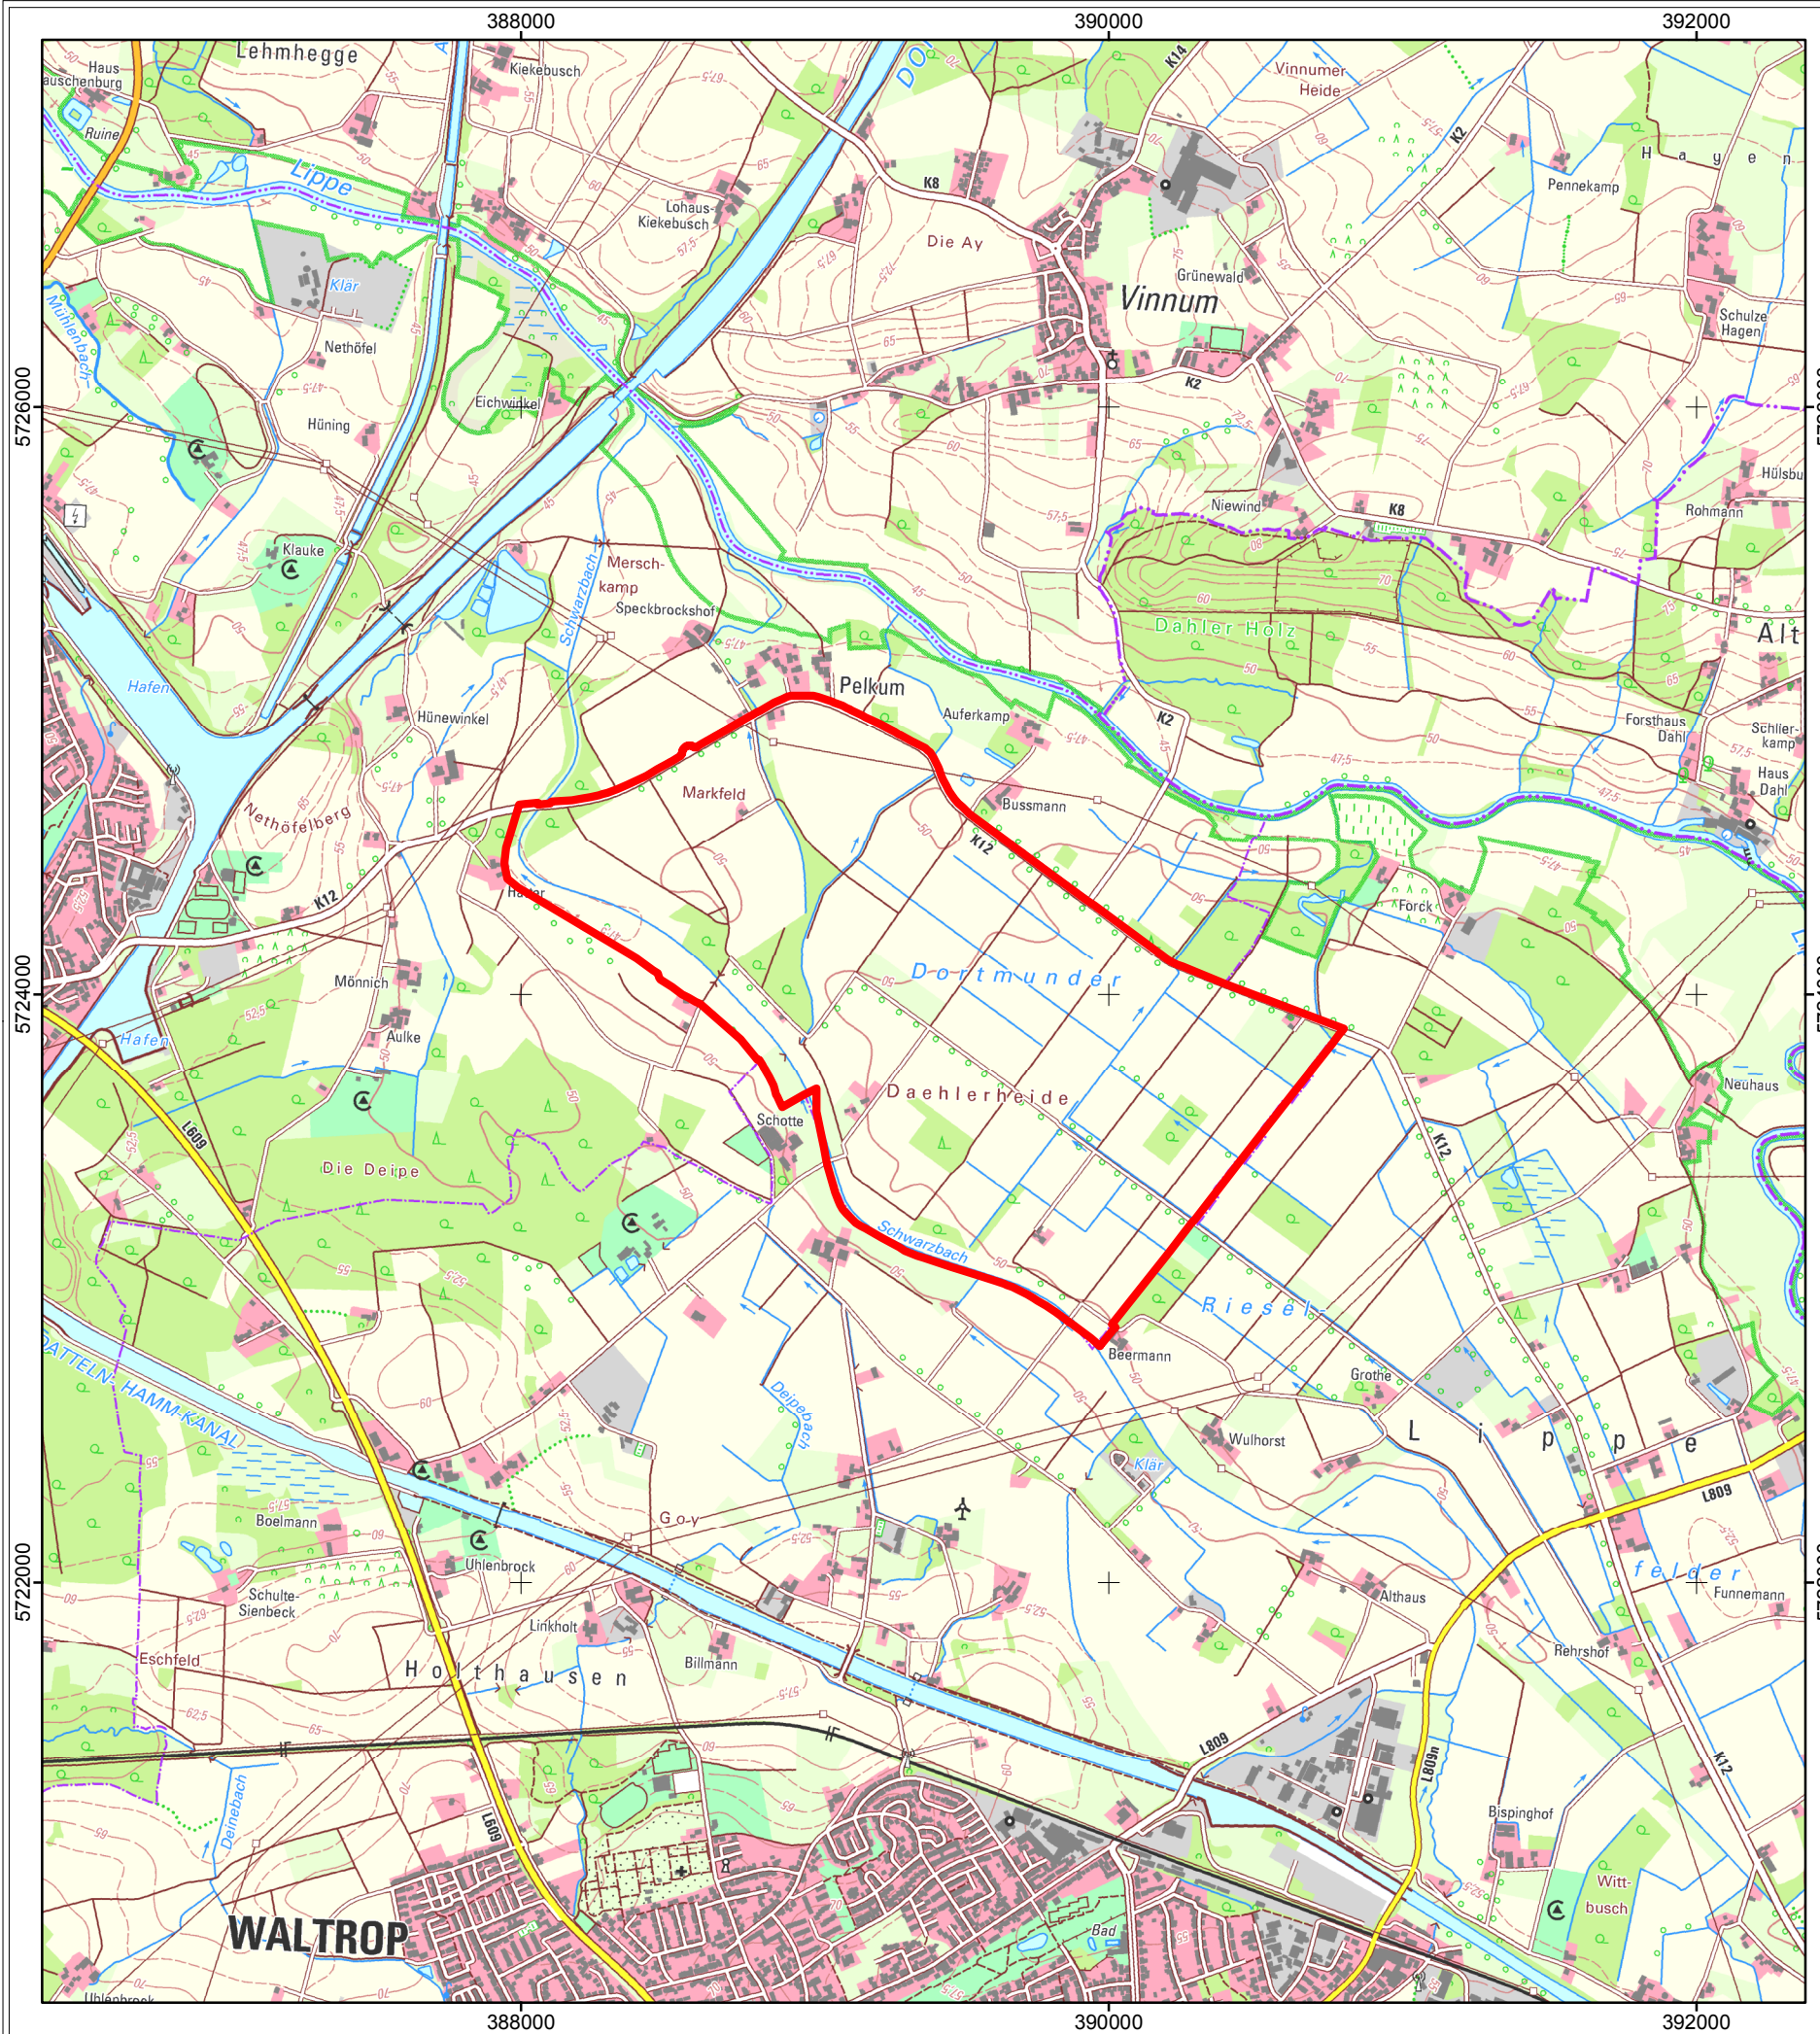 388000
390000
392000
Lehmhegge
Haus
auschenburg
Ruine
Kiekebusch
K14
Vinnumer
Heide
K2
Hayen
Pennekamp
Lippe
Lohaus-
Kiekebusch
K8
Die Ay
Grünewald
Vinnum
Schulze
Hagen
Klär
Mühlenbach
Nethöfel
Hüning
Eichwinkel
K2
5726000
Hülsbu
Rohmann
Niewind
K8
Klauke
Mersch-
kamp
Speckbrockshof
Schwarzbach
Dahler Holz
Alt
Hafen
Hünewinkel
Pelkum
Auferkamp
K2
Forsthaus
Dahl
Schlier-
kamp
Haus
Dahl
Nethöfelberg
Markfeld
Bussmann
K12
K12
Forck
Mönnich
Dortmunder
5724000
Hafen
Aulke
Neuhaus
Daehlerheide
Schotte
K12
L609
Die Deipe
Schwarzbach
Riesel-
Beermann
Grothe
DATTELN-HAMM-KANAL
Deipebach
Wulhorst
Lippe
Klär
L809
Boelmann
Goy
Uhlenbrock
5722000
Schulte-
Sienbeck
Linkholt
Althaus
felder
Funnemann
Rehrshof
Eschfeld
Holthausen
Billmann
L809
L809n
K12
Deinebach
L609
Bispinghof
Witt-
busch
WALTROP
Bad
Uhlenbrock
388000
390000
392000